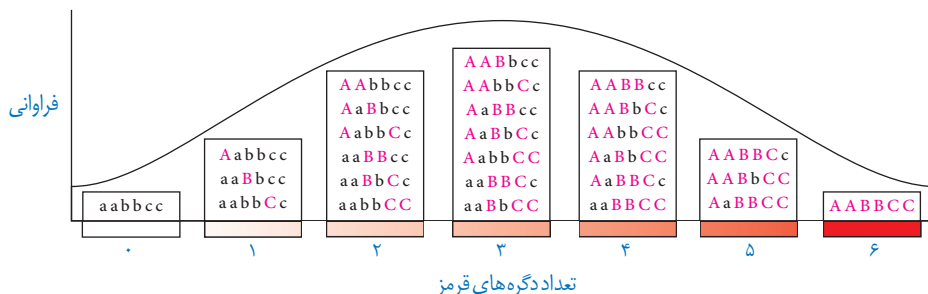 فراوانی
aabbcc
Aabbcc
aaBbcc
aabbCc
AAbbcc
AaBbcc
AabbCc
aaBBcc
aaBbCc
aabbCC
AABbcc
AAbbCc
AaBBcc
AaBbCc
AabbCC
aaBBCc
aaBbCC
AABBcc
AABbCc
AAbbCC
AaBbCC
AaBBCc
aaBBCC
AABBCc
AABbCC
AaBBCC
AABBCC
۰ ۱ ۲ ۳ ۴ ۵ ۶
تعداد دگره‌های قرمز